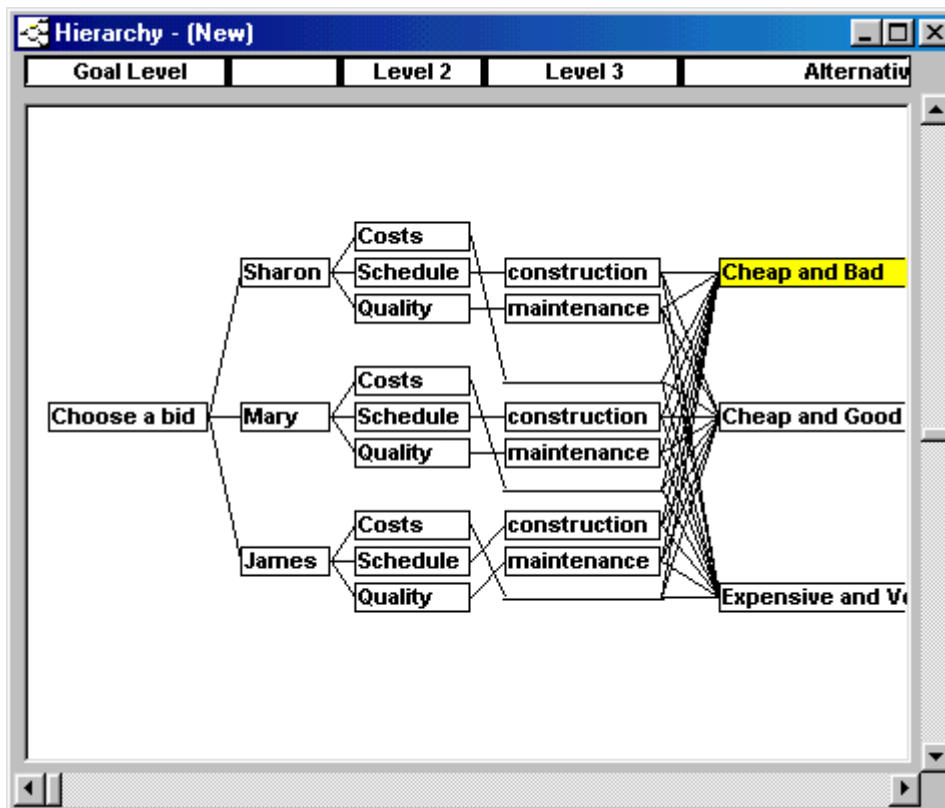 Hierarchy - (New)
Goal Level
Level 2
Level 3
Alternativ
Costs
Sharon
Schedule
construction
Cheap and Bad
Quality
maintenance
Costs
Choose a bid
Mary
Schedule
construction
Cheap and Good
Quality
maintenance
Costs
construction
James
Schedule
maintenance
Quality
Expensive and Ve